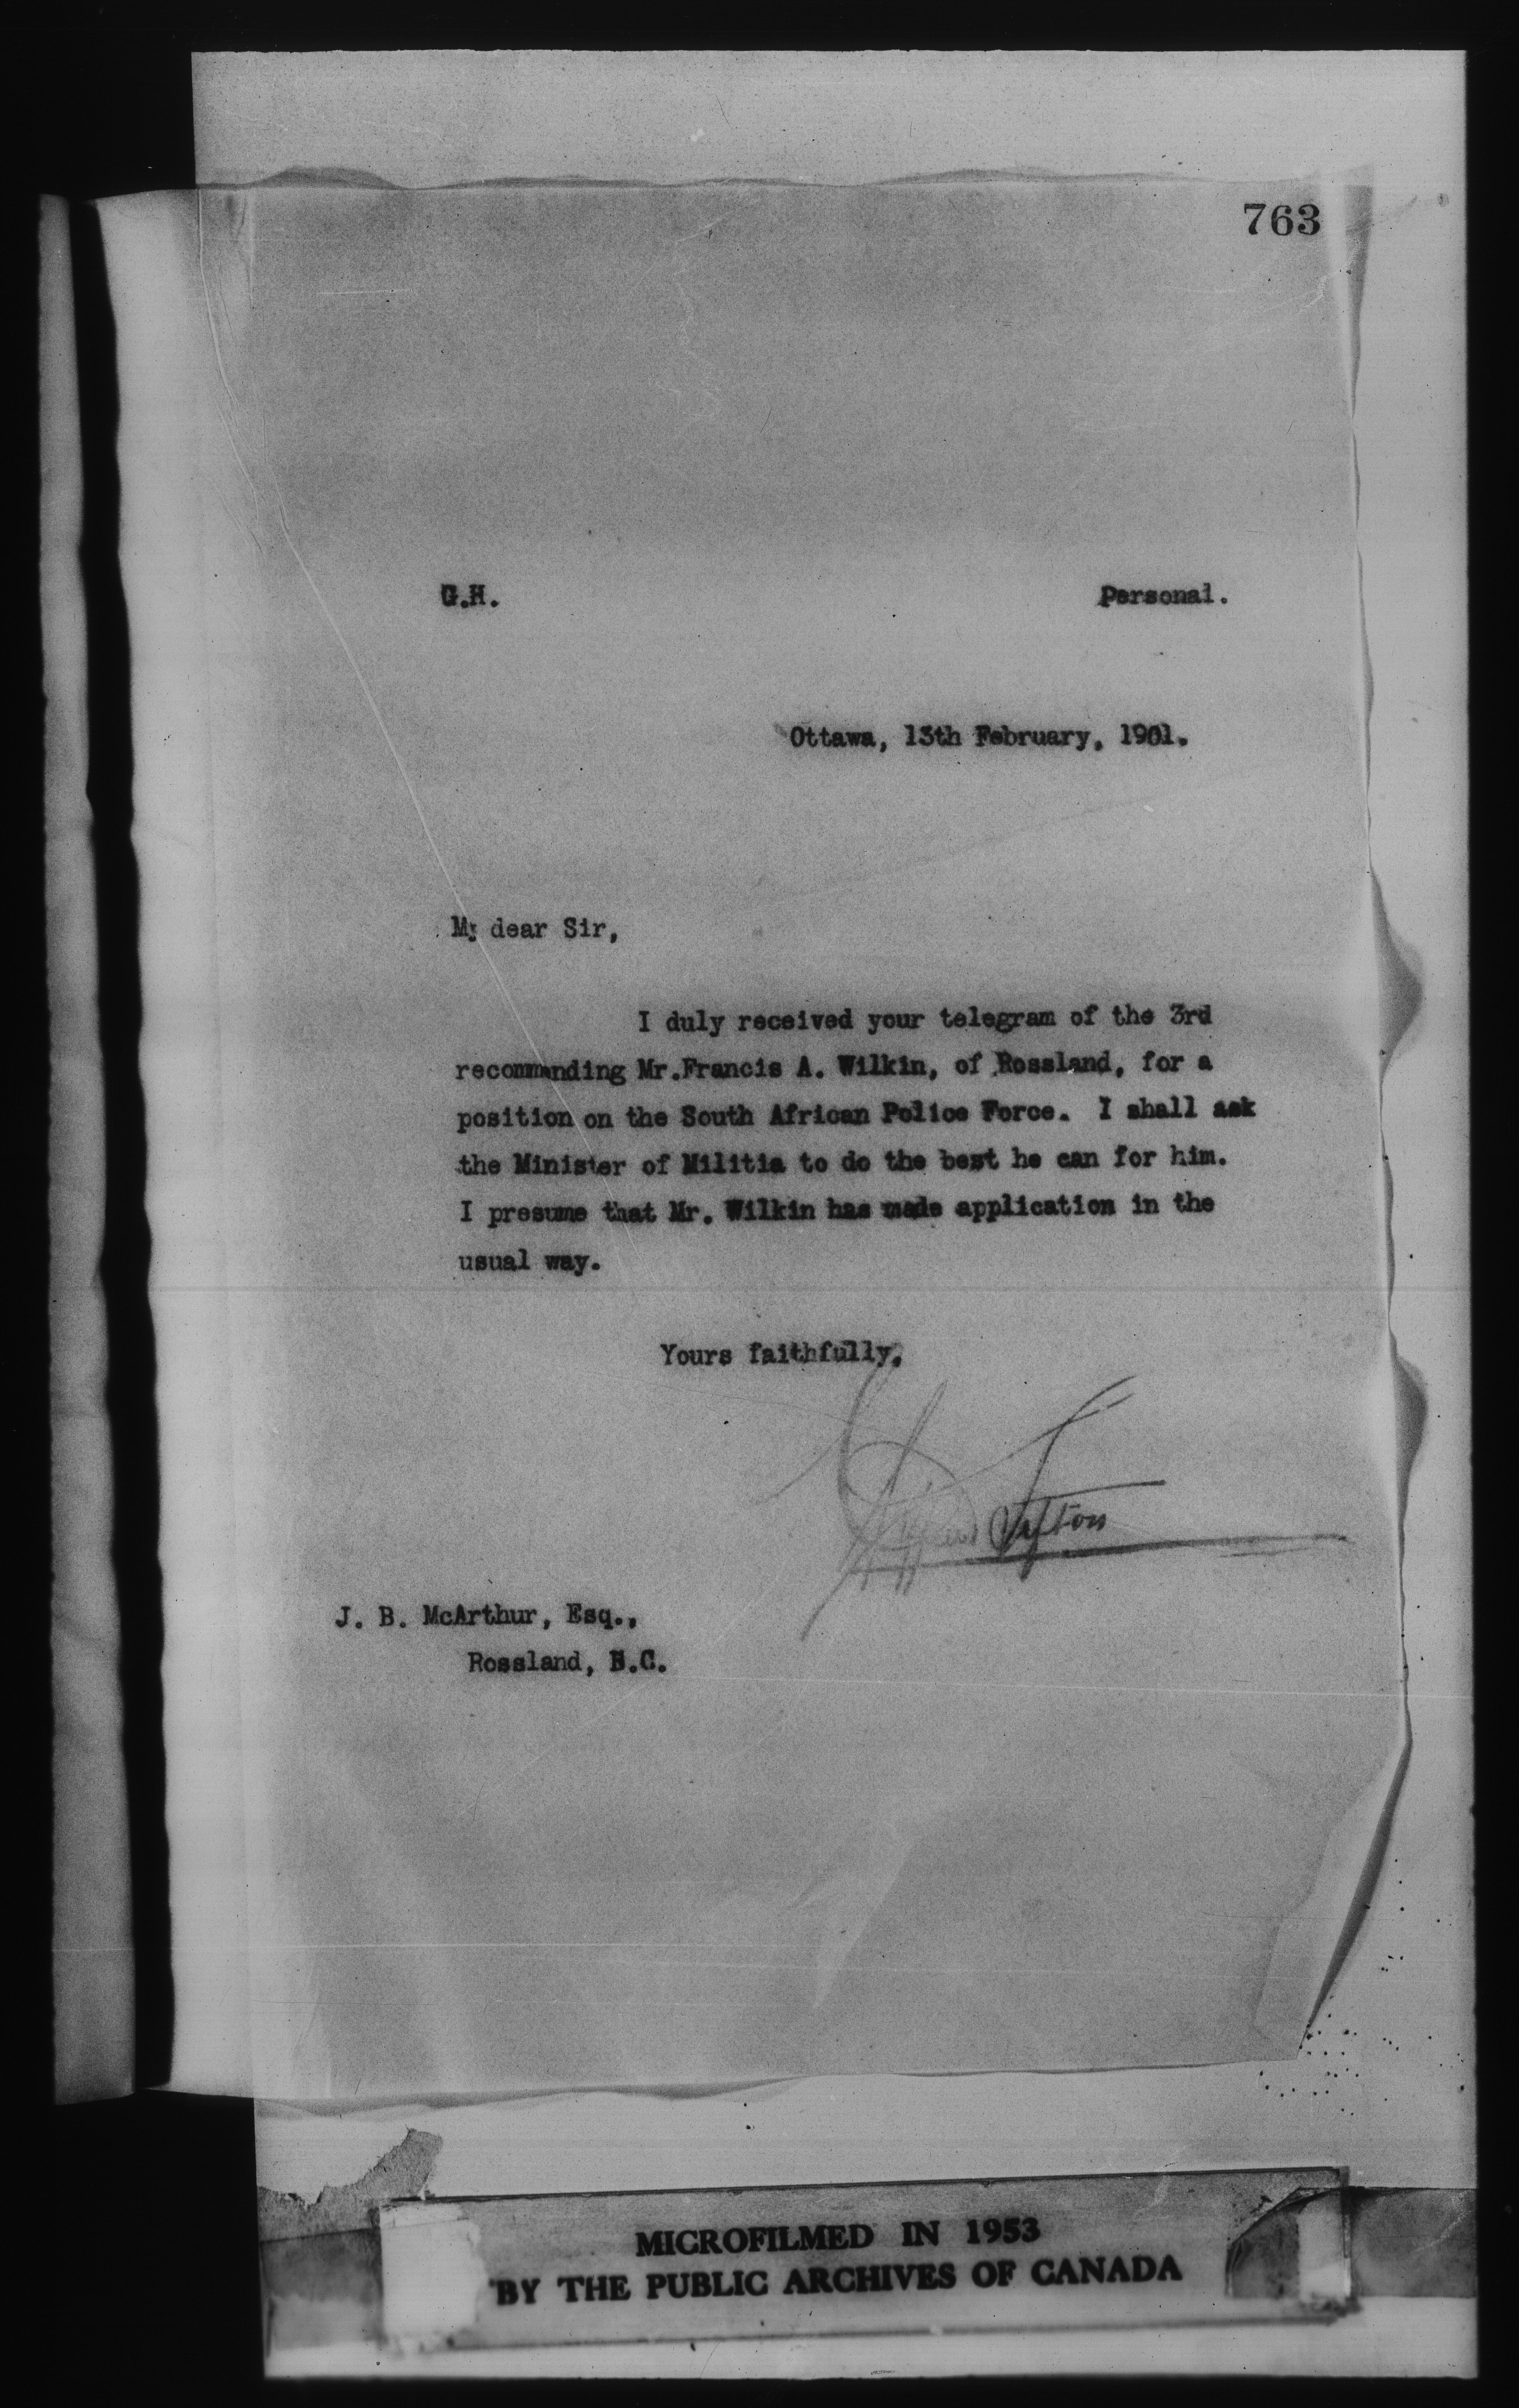 763
G.H. Personal.
Ottawa, 13th February, 1901.
My dear Sir,
I duly received your telegram of the 3rd
recommending Mr.Francis A. Wilkin, of Rossland, for a
position on the South African Police Force. I shall ask
the Minister of Militia to do the best he can for him.
I presume that Mr. Wilkin has made application in the
usual way.
Yours faithfully,
Clifford Sifton
J. B. McArthur, Esq.,
Rossland, B.C.
MICROFILMED IN 1953
BY THE PUBLIC ARCHIVES OF CANADA